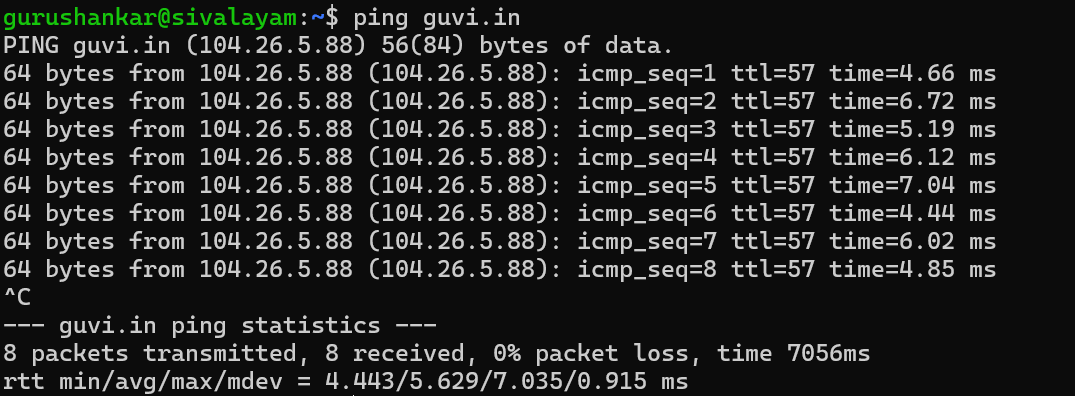 gurushankar@sivalayam:~$ ping guvi.in
PING guvi.in (104.26.5.88) 56(84) bytes of data.
64 bytes from 104.26.5.88 (104.26.5.88): icmp_seq=1 ttl=57 time=4.66 ms
64 bytes from 104.26.5.88 (104.26.5.88): icmp_seq=2 ttl=57 time=6.72 ms
64 bytes from 104.26.5.88 (104.26.5.88): icmp_seq=3 ttl=57 time=5.19 ms
64 bytes from 104.26.5.88 (104.26.5.88): icmp_seq=4 ttl=57 time=6.12 ms
64 bytes from 104.26.5.88 (104.26.5.88): icmp_seq=5 ttl=57 time=7.04 ms
64 bytes from 104.26.5.88 (104.26.5.88): icmp_seq=6 ttl=57 time=4.44 ms
64 bytes from 104.26.5.88 (104.26.5.88): icmp_seq=7 ttl=57 time=6.02 ms
64 bytes from 104.26.5.88 (104.26.5.88): icmp_seq=8 ttl=57 time=4.85 ms
^C
--- guvi.in ping statistics ---
8 packets transmitted, 8 received, 0% packet loss, time 7056ms
rtt min/avg/max/mdev = 4.443/5.629/7.035/0.915 ms